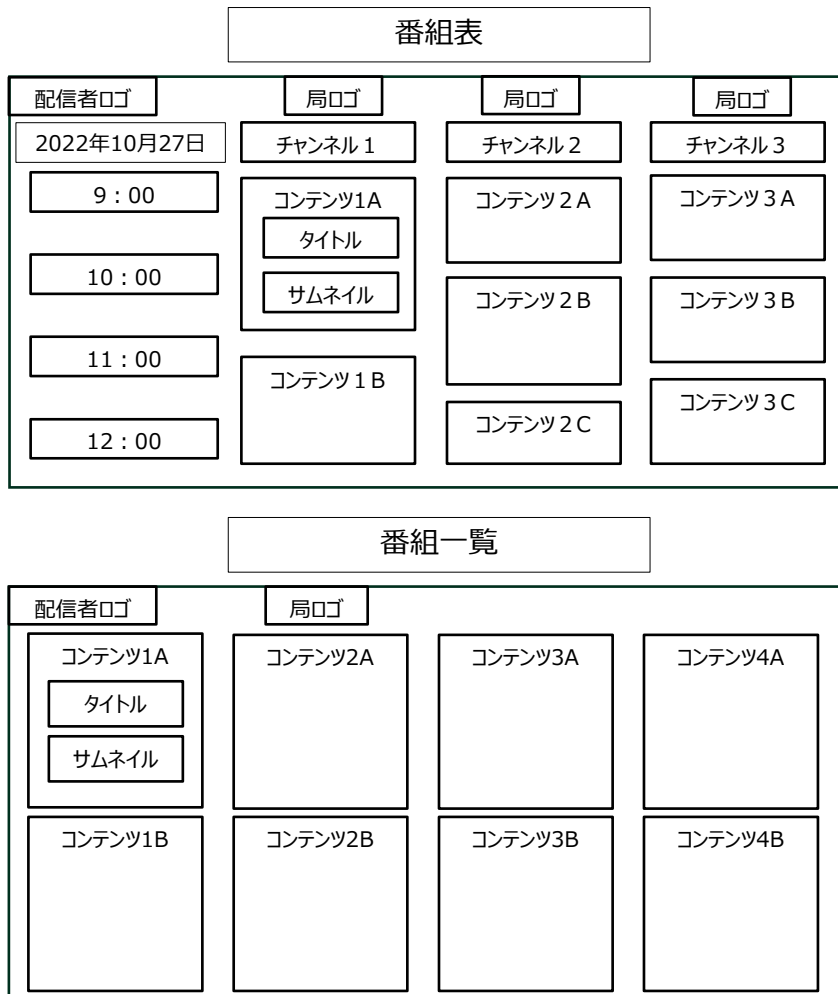 番組表
配信者ロゴ
局ロゴ
局ロゴ
局ロゴ
2022年10月27日
チャンネル１
チャンネル２
チャンネル３
9：00
10：00
11：00
12：00
コンテンツ1A
タイトル
サムネイル
コンテンツ１B
コンテンツ２A
コンテンツ２B
コンテンツ２C
コンテンツ３A
コンテンツ３B
コンテンツ３C
番組一覧
配信者ロゴ
局ロゴ
コンテンツ1A
タイトル
サムネイル
コンテンツ2A
コンテンツ3A
コンテンツ4A
コンテンツ1B
コンテンツ2B
コンテンツ3B
コンテンツ4B